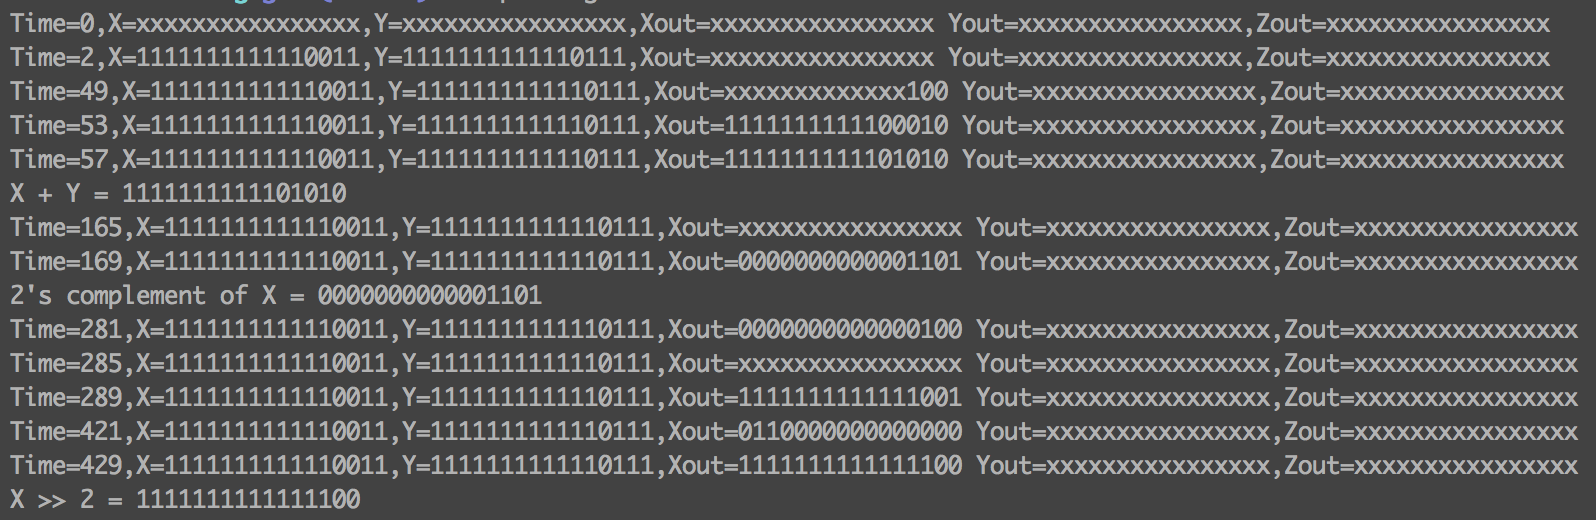 Time=0,X=xxxxxxxxxxxxxxxx,Y=xxxxxxxxxxxxxxxx,Xout=xxxxxxxxxxxxxxxx Yout=xxxxxxxxxxxxxxxx,Zout=xxxxxxxxxxxxxxxx
Time=2,X=1111111111110011,Y=1111111111110111,Xout=xxxxxxxxxxxxxxxx Yout=xxxxxxxxxxxxxxxx,Zout=xxxxxxxxxxxxxxxx
Time=49,X=1111111111110011,Y=1111111111110111,Xout=xxxxxxxxxxxxx100 Yout=xxxxxxxxxxxxxxxx,Zout=xxxxxxxxxxxxxxxx
Time=53,X=1111111111110011,Y=1111111111110111,Xout=1111111111100010 Yout=xxxxxxxxxxxxxxxx,Zout=xxxxxxxxxxxxxxxx
Time=57,X=1111111111110011,Y=1111111111110111,Xout=1111111111101010 Yout=xxxxxxxxxxxxxxxx,Zout=xxxxxxxxxxxxxxxx
X + Y = 1111111111101010
Time=165,X=1111111111110011,Y=1111111111110111,Xout=xxxxxxxxxxxxxxxx Yout=xxxxxxxxxxxxxxxx,Zout=xxxxxxxxxxxxxxxx
Time=169,X=1111111111110011,Y=1111111111110111,Xout=0000000000001101 Yout=xxxxxxxxxxxxxxxx,Zout=xxxxxxxxxxxxxxxx
2's complement of X = 0000000000001101
Time=281,X=1111111111110011,Y=1111111111110111,Xout=0000000000000100 Yout=xxxxxxxxxxxxxxxx,Zout=xxxxxxxxxxxxxxxx
Time=285,X=1111111111110011,Y=1111111111110111,Xout=xxxxxxxxxxxxxxxx Yout=xxxxxxxxxxxxxxxx,Zout=xxxxxxxxxxxxxxxx
Time=289,X=1111111111110011,Y=1111111111110111,Xout=1111111111111001 Yout=xxxxxxxxxxxxxxxx,Zout=xxxxxxxxxxxxxxxx
Time=421,X=1111111111110011,Y=1111111111110111,Xout=0110000000000000 Yout=xxxxxxxxxxxxxxxx,Zout=xxxxxxxxxxxxxxxx
Time=429,X=1111111111110011,Y=1111111111110111,Xout=1111111111111100 Yout=xxxxxxxxxxxxxxxx,Zout=xxxxxxxxxxxxxxxx
X >> 2 = 1111111111111100